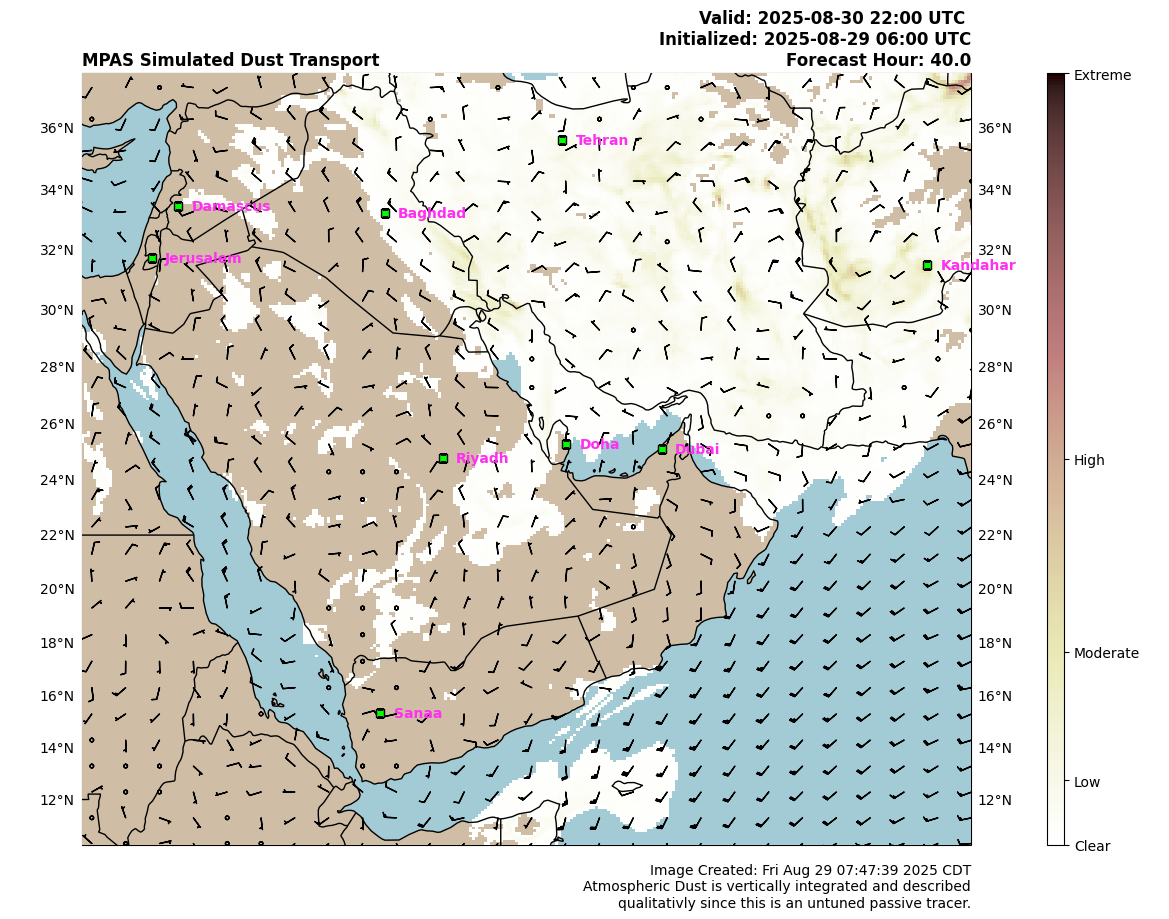 Valid: 2025-08-30 22:00 UTC
Initialized: 2025-08-29 06:00 UTC
MPAS Simulated Dust Transport
Forecast Hour: 40.0
Extreme
36°N
36°N
Tehran
34°N
34°N
Damascus
Baghdad
32°N
32°N
Jerusalem
Kandahar
30°N
30°N
28°N
28°N
26°N
26°N
Doha
Dubai
Riyadh
High
24°N
24°N
22°N
22°N
20°N
20°N
18°N
18°N
Moderate
16°N
16°N
Sanaa
14°N
14°N
Low
12°N
12°N
Clear
Image Created: Fri Aug 29 07:47:39 2025 CDT
Atmospheric Dust is vertically integrated and described
qualitativly since this is an untuned passive tracer.